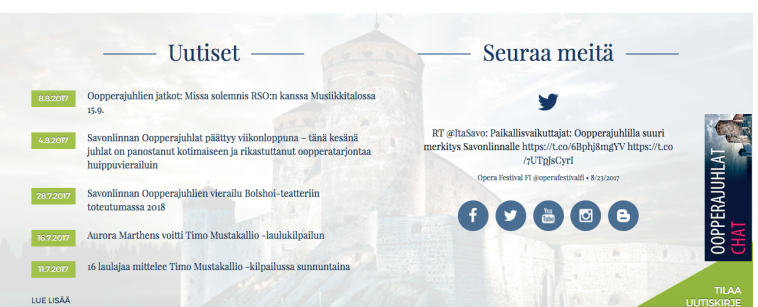 Uutiset
8.8.2017
Oopperajuhlien jatkot: Missa solemnis RSO:n kanssa Musiikkitalossa
15.9.
4.8.2017
Savonlinnan Oopperajuhlat päättyy viikonloppuna – tänä kesänä
juhlat on panostanut kotimaiseen ja rikastuttanut oopperatarjontaa
huippuvierailuin
28.7.2017
Savonlinnan Oopperajuhlien vierailu Bolshoi-teatteriin
toteutumassa 2018
16.7.2017
Aurora Marthens voitti Timo Mustakallio -laulukilpailun
11.7.2017
16 laulajaa mittelee Timo Mustakallio -kilpailussa sunnuntaina
LUE LISÄÄ
Seuraa meitä
RT @ItaSavo: Paikallisvaikuttajat: Oopperajuhlilla suuri
merkitys Savonlinnalle https://t.co/6Bphj8mgYV https://t.co
/7UTpJsCyrI
Opera Festival FI @operafestivalfi • 8/23/2017
You
Tube
OOPPERAJUHLAT
CHAT
TILAA
UUTISKIRJE